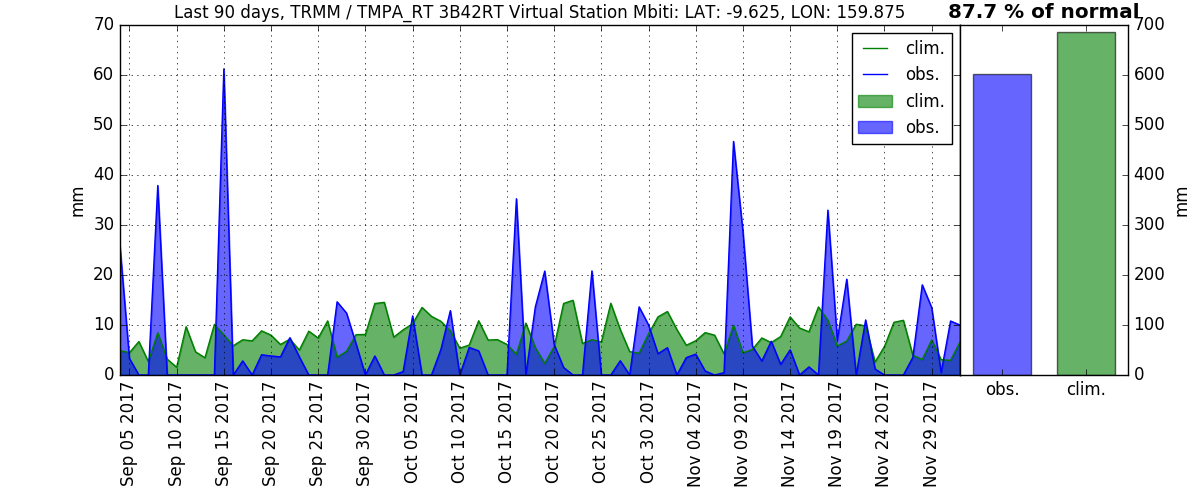 Last 90 days, TRMM / TMPA_RT 3B42RT Virtual Station Mbiti: LAT: -9.625, LON: 159.875
87.7 % of normal
70
60
50
40
30
20
10
0
mm
clim.
obs.
clim.
obs.
700
600
500
400
300
200
100
0
mm
Sep 05 2017
Sep 10 2017
Sep 15 2017
Sep 20 2017
Sep 25 2017
Sep 30 2017
Oct 05 2017
Oct 10 2017
Oct 15 2017
Oct 20 2017
Oct 25 2017
Oct 30 2017
Nov 04 2017
Nov 09 2017
Nov 14 2017
Nov 19 2017
Nov 24 2017
Nov 29 2017
obs.
clim.